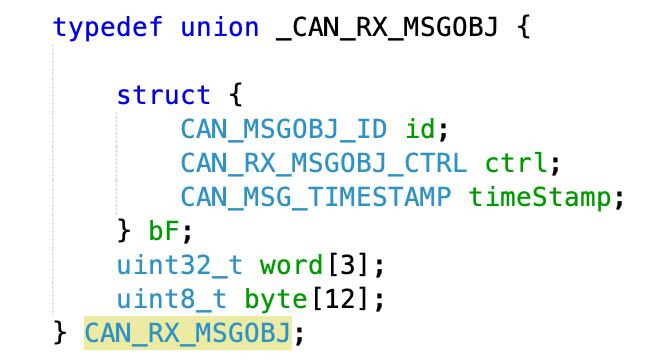 typedef union _CAN_RX_MSGOBJ {
struct {
CAN_MSGOBJ_ID id;
CAN_RX_MSGOBJ_CTRL ctrl;
CAN_MSG_TIMESTAMP timeStamp;
} bF;
uint32_t word[3];
uint8_t byte[12];
} CAN_RX_MSGOBJ;